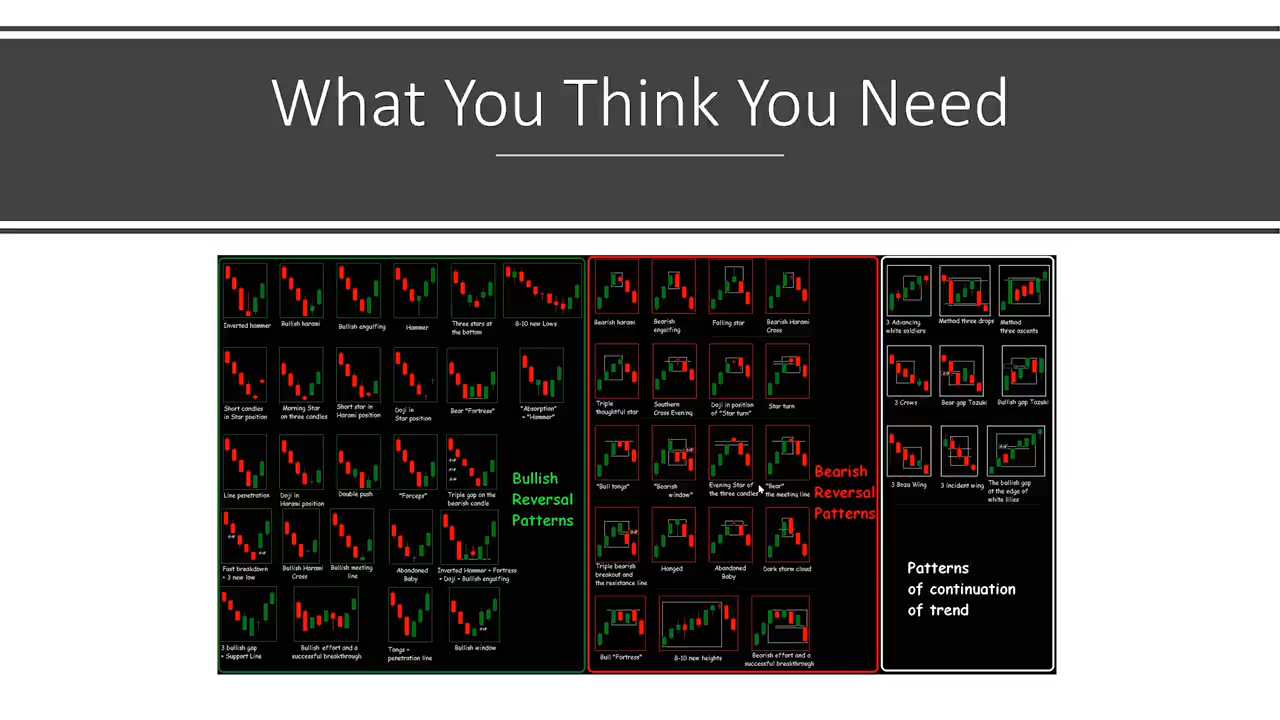 What You Think You Need
Inverted hammer
Bullish harami
Bullish engulfing
Hammer
Three stars at
the bottom
8-10 new Lows
Short candles
in Star position
Morning Star
on three candles
Short star in
Harami position
Doji in
Star position
Bear "Fortress"
"Absorption"
+ "Hammer"
Line penetration
Doji in
Harami position
Double push
"Forceps"
Triple gap on the
bearish candle
Bullish
Reversal
Patterns
Fast breakdown
+ 3 new low
Bullish Harami
Cross
Bullish meeting
line
Abandoned
Baby
Inverted Hammer + Fortress
+ Doji + Bullish engulfing
3 bullish gap
+ Support Line
Bullish effort and a
successful breakthrough
Tongs +
penetration line
Bullish window
Bearish harami
Bearish
engulfing
Falling star
Bearish Harami
Cross
Triple
thoughtful star
Southern
Cross Evening
Doji in position
of "Star turn"
Star turn
"Bull tongs"
"Bearish
window"
Evening Star of
the three candles
"Bear"
the meeting line
Bearish
Reversal
Patterns
Triple bearish
breakout and
the resistance line
Hanged
Abandoned
Baby
Dark storm cloud
Bull "Fortress"
8-10 new heights
Bearish effort and a
successful breakthrough
3 Advancing
white soldiers
Method three drops
Method
three ascents
3 Crows
Bear gap Tazuki
Bullish gap Tazuki
3 Bozo Wing
3 incident wing
The bullish gap
at the edge of
white lilies
Patterns
of continuation
of trend